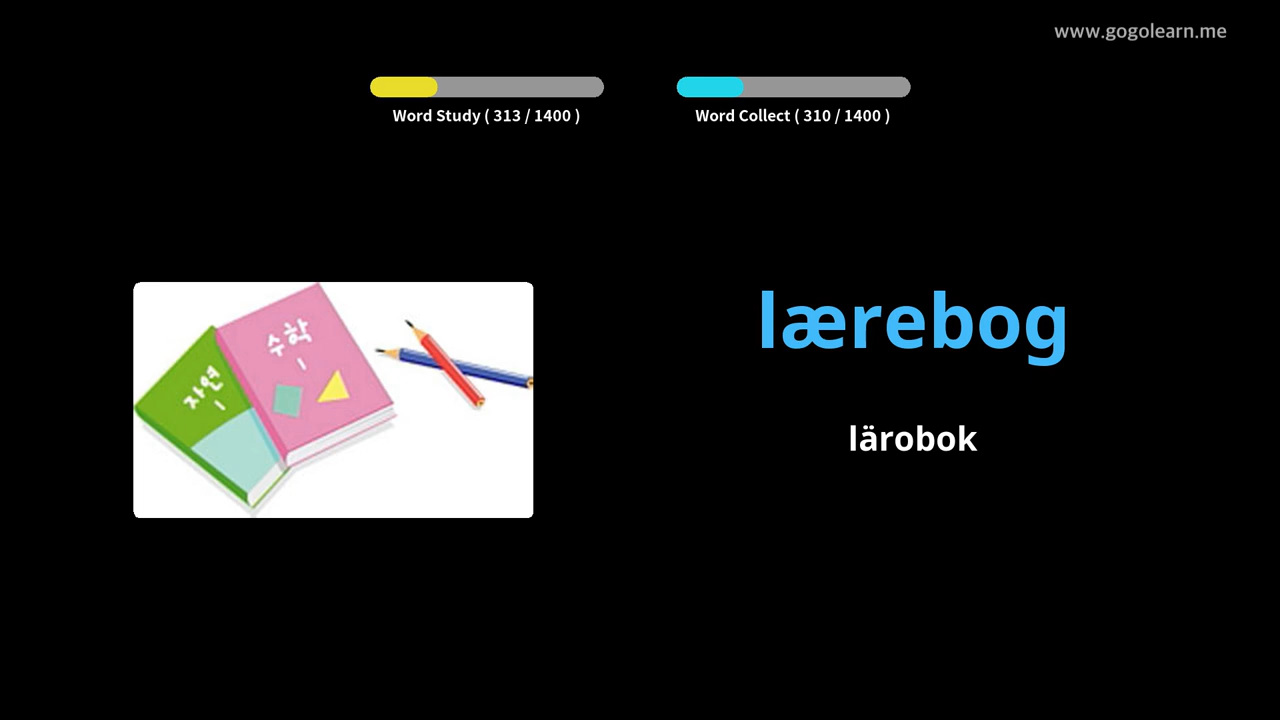 www.gogolearn.me
Word Study ( 313 / 1400 )
Word Collect ( 310 / 1400 )
자연
1
수학
1
lærebog
lärobok